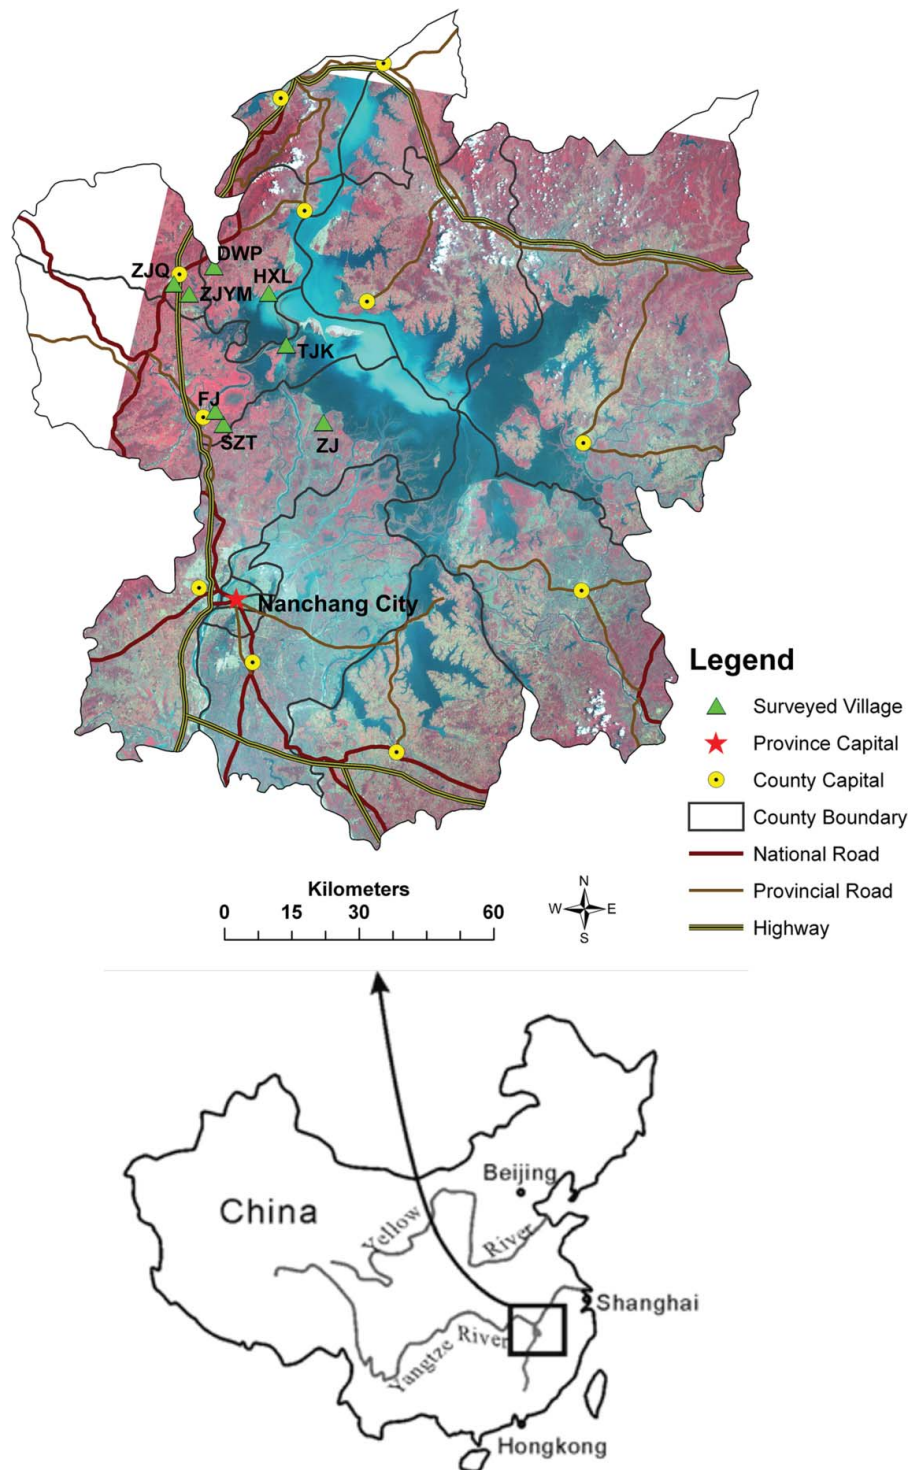 DWP
ZJQ
HXL
ZJYM
TJK
FJ
SZT
ZJ
Nanchang City
Legend
Surveyed Village
Province Capital
County Capital
County Boundary
National Road
Provincial Road
Highway
Kilometers
0 15 30 60
N
W E
S
Beijing
China
Yellow River
Shanghai
Yangtze River
Hongkong